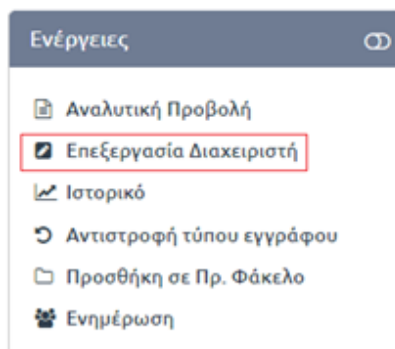 Ενέργειες
Αναλυτική Προβολή
Επεξεργασία Διαχειριστή
Ιστορικό
Αντιστροφή τύπου εγγράφου
Προσθήκη σε Πρ. Φάκελο
Ενημέρωση